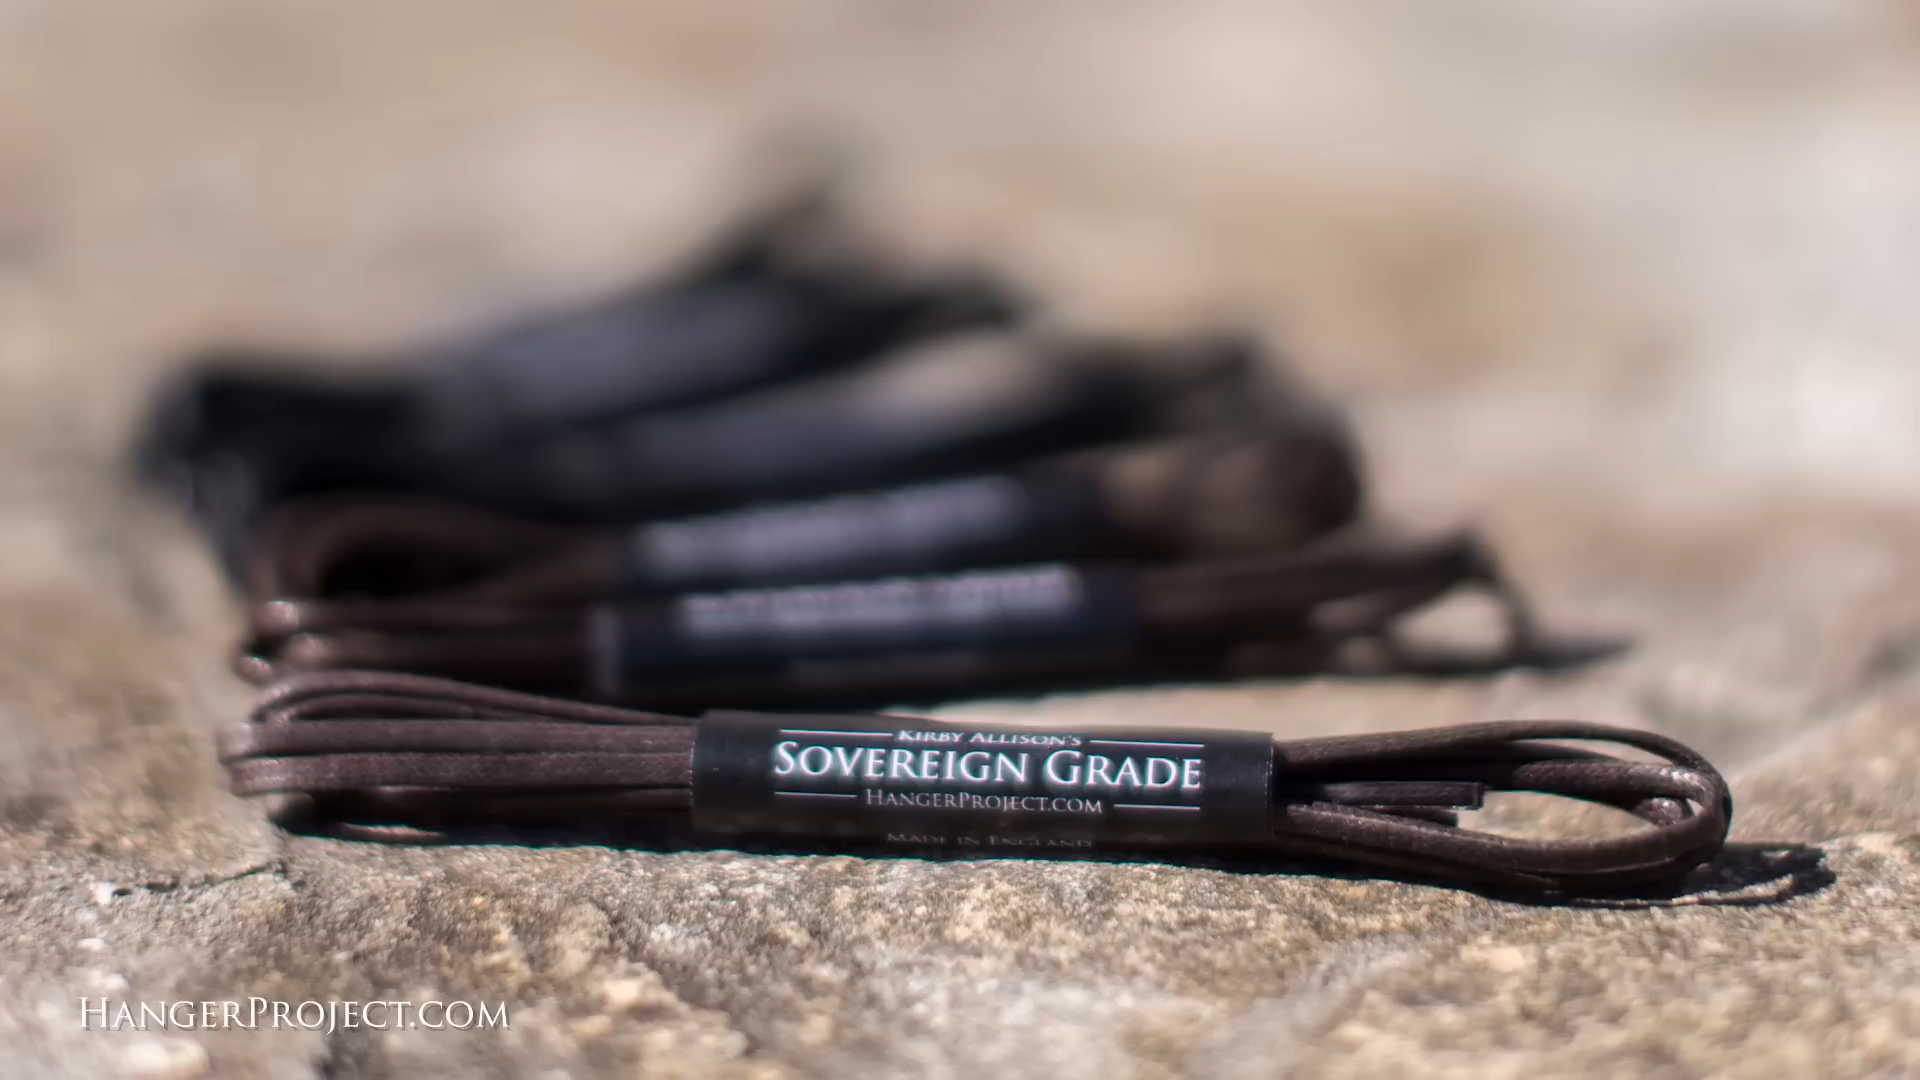 KIRBY ALLISON'S
SOVEREIGN GRADE
HANGERPROJECT.COM
MADE IN ENGLAND
HANGERPROJECT.COM